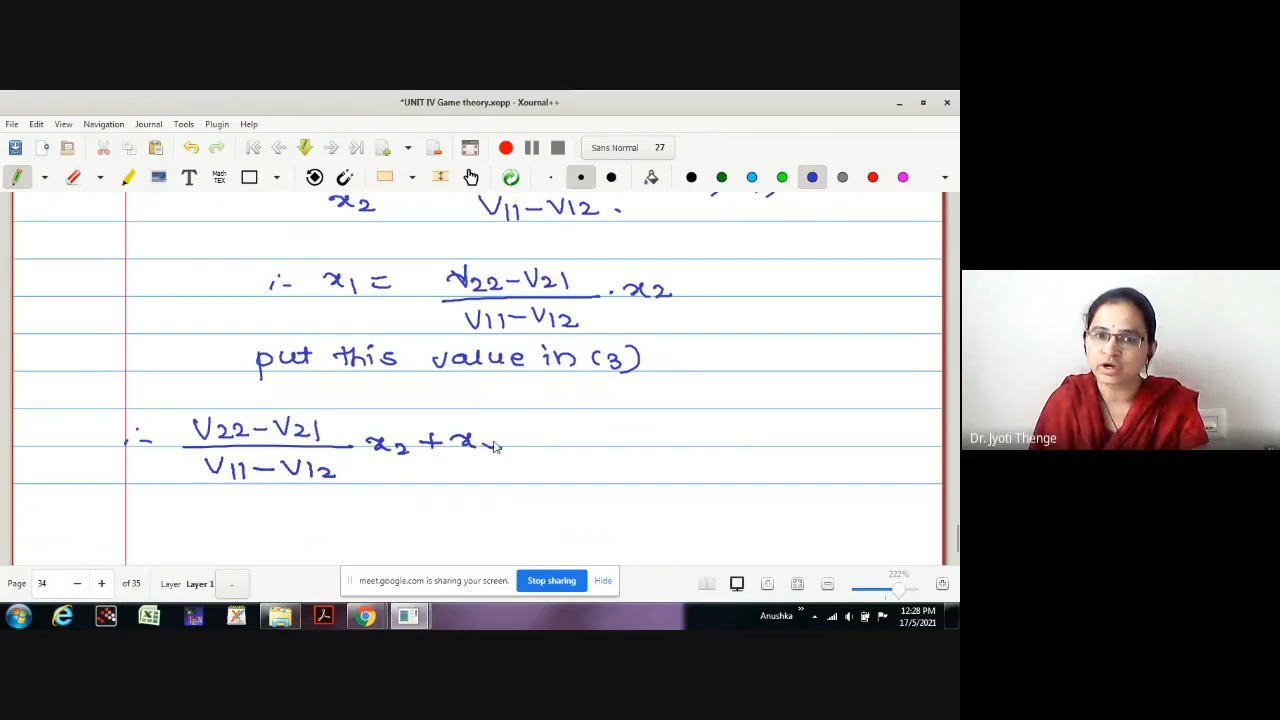 *UNIT IV Game theory.xopp - Xournal++
File Edit View Navigation Journal Tools Plugin Help
Sans Normal 27
Math TEX
x2 V11-V12.
∴ x1 = V22-V21 / V11-V12 . x2
put this value in (3)
∴ V22-V21 / V11-V12 x2 + x
Dr. Jyoti Thenge
Page 34 of 35 Layer Layer 1
meet.google.com is sharing your screen. Stop sharing Hide
222%
Anushka
12:28 PM
17/5/2021